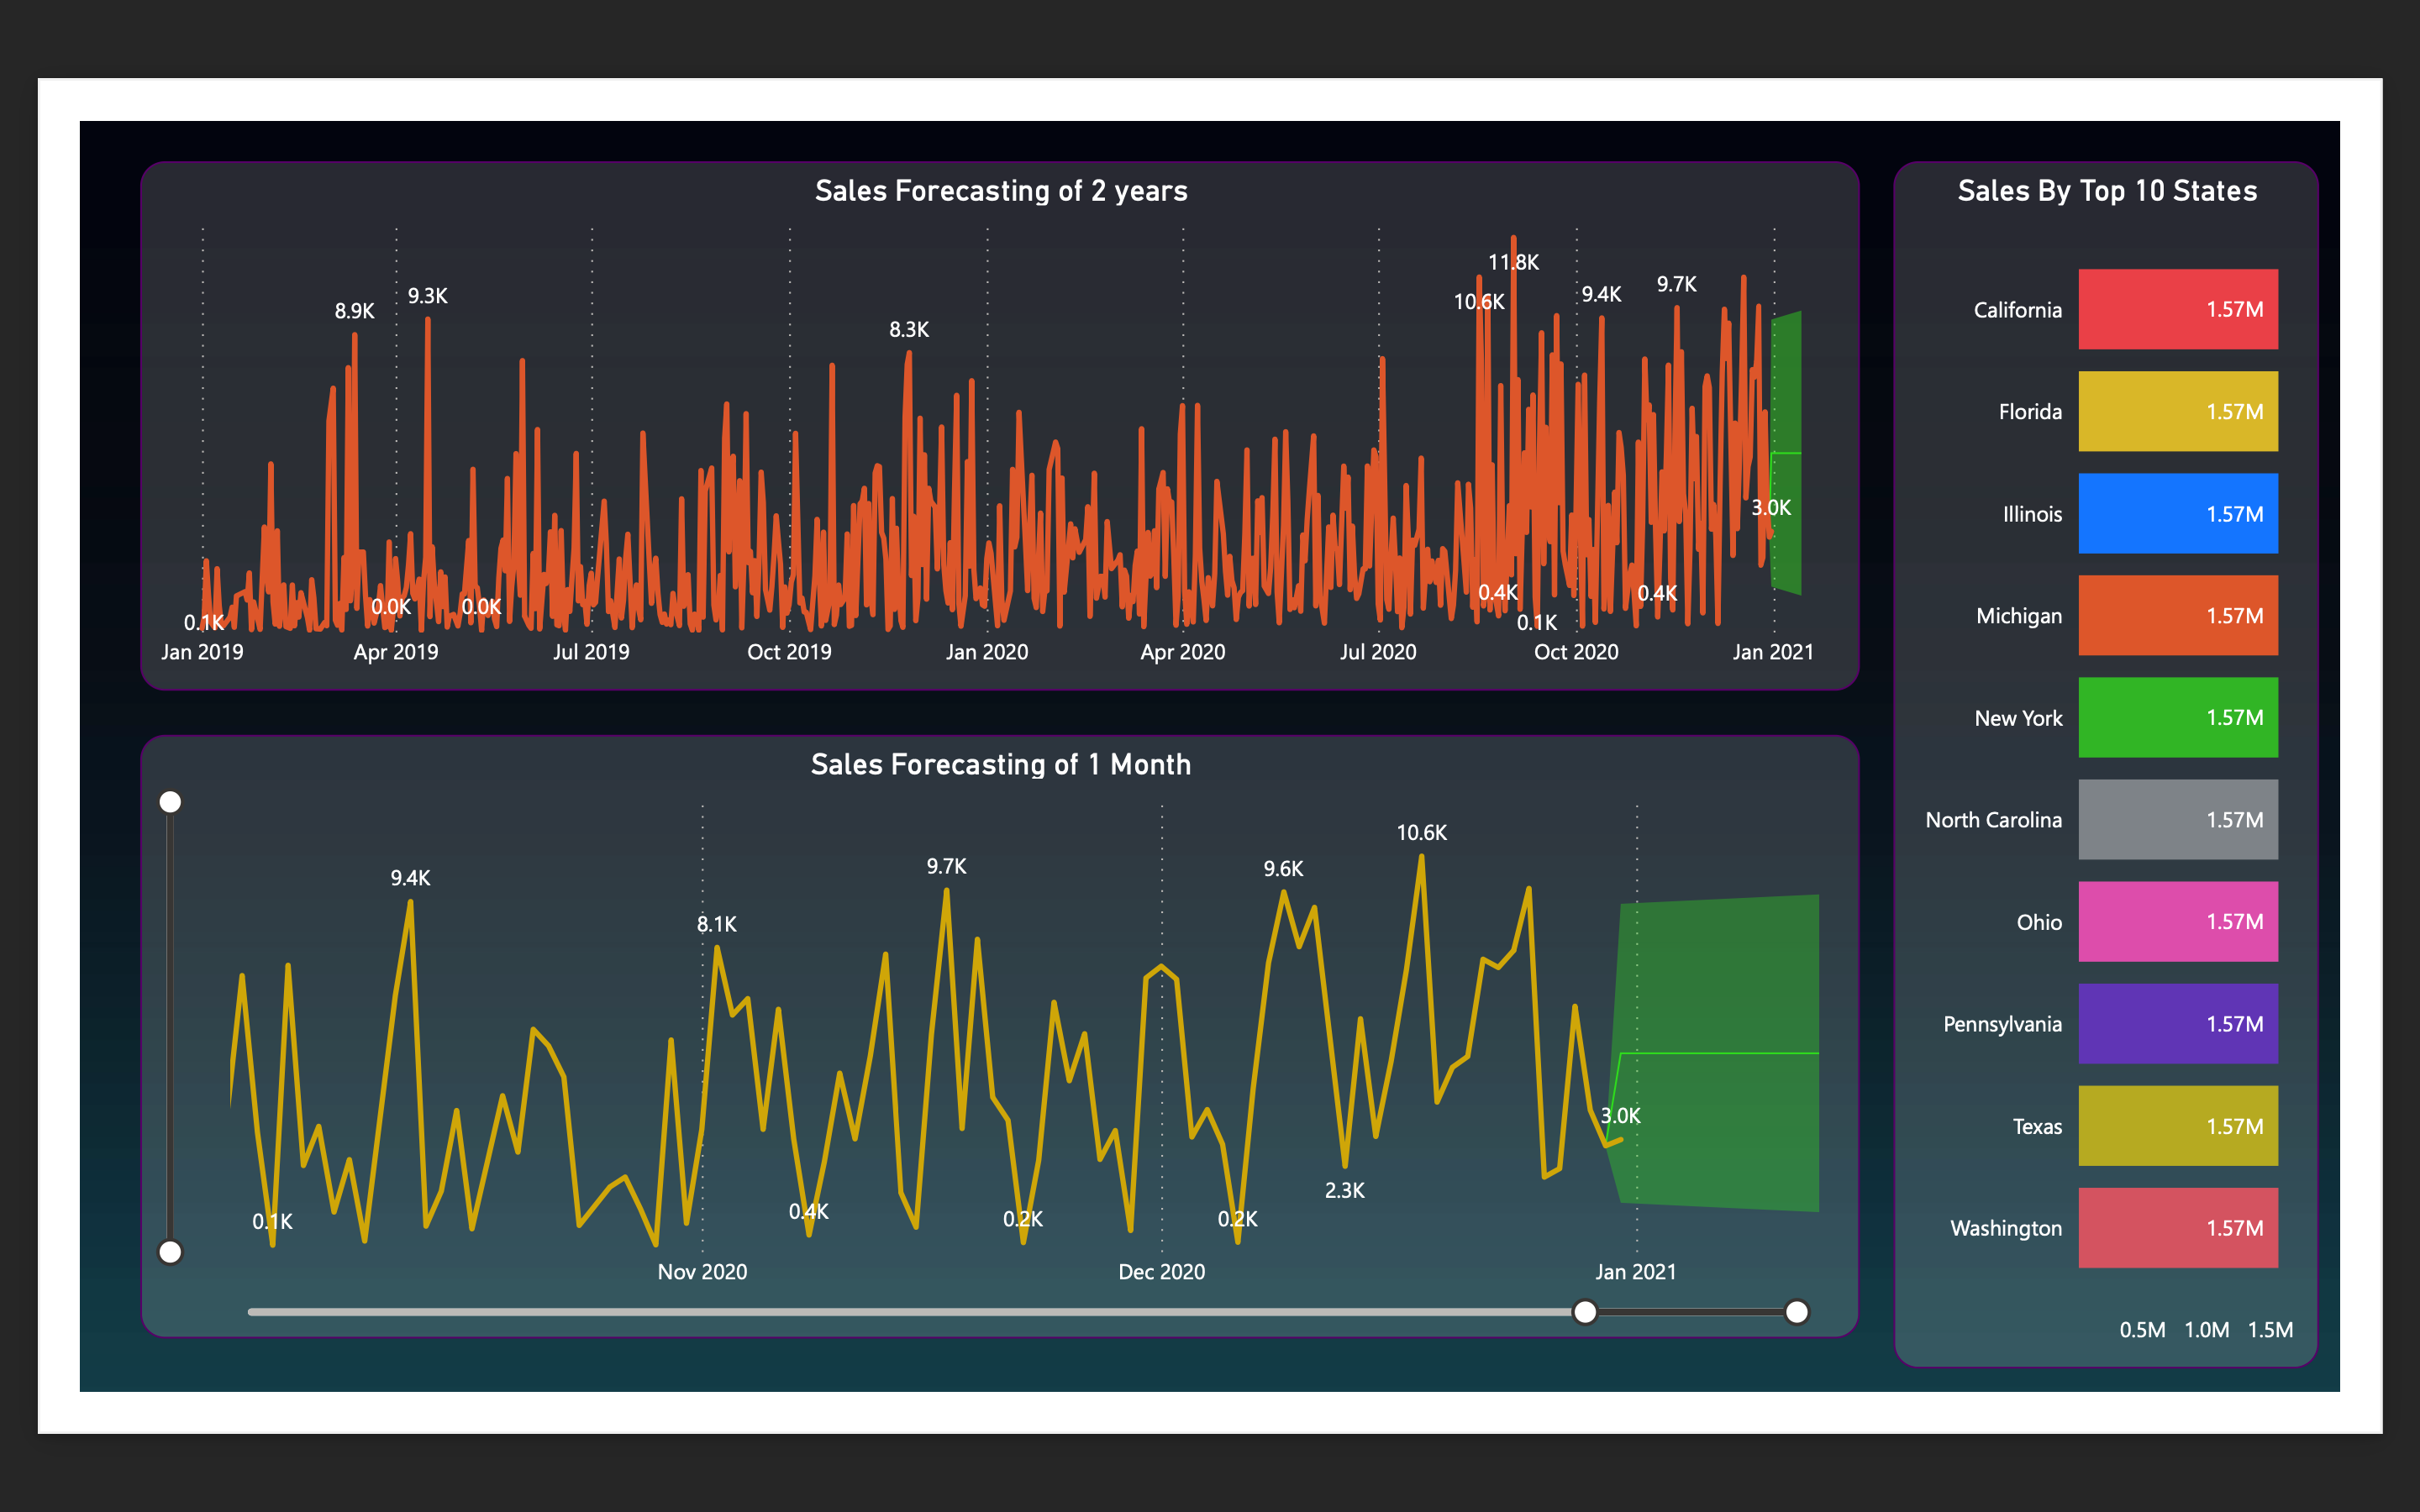 Sales Forecasting of 2 years
11.8K
9.7K
9.4K
9.3K
10.6K
8.9K
8.3K
3.0K
0.4K
0.4K
0.0K
0.0K
0.1K
0.1K
Jan 2019
Apr 2019
Jul 2019
Oct 2019
Jan 2020
Apr 2020
Jul 2020
Oct 2020
Jan 2021
Sales Forecasting of 1 Month
10.6K
9.7K
9.6K
9.4K
8.1K
3.0K
2.3K
0.4K
0.2K
0.2K
0.1K
Nov 2020
Dec 2020
Jan 2021
Sales By Top 10 States
California 1.57M
Florida 1.57M
Illinois 1.57M
Michigan 1.57M
New York 1.57M
North Carolina 1.57M
Ohio 1.57M
Pennsylvania 1.57M
Texas 1.57M
Washington 1.57M
0.5M 1.0M 1.5M